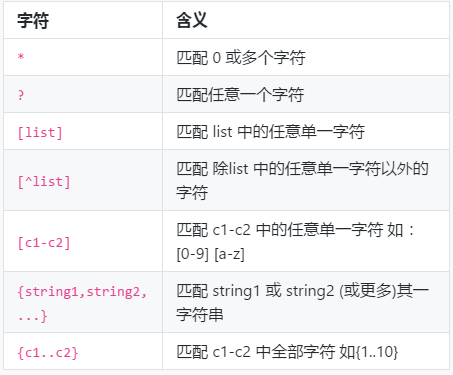 字符 含义
* 匹配 0 或多个字符
? 匹配任意一个字符
[list] 匹配 list 中的任意单一字符
[^list] 匹配 除list 中的任意单一字符以外的
字符
[c1-c2] 匹配 c1-c2 中的任意单一字符 如：
[0-9] [a-z]
{string1,string2, 匹配 string1 或 string2 (或更多)其一
...} 字符串
{c1..c2} 匹配 c1-c2 中全部字符 如{1..10}